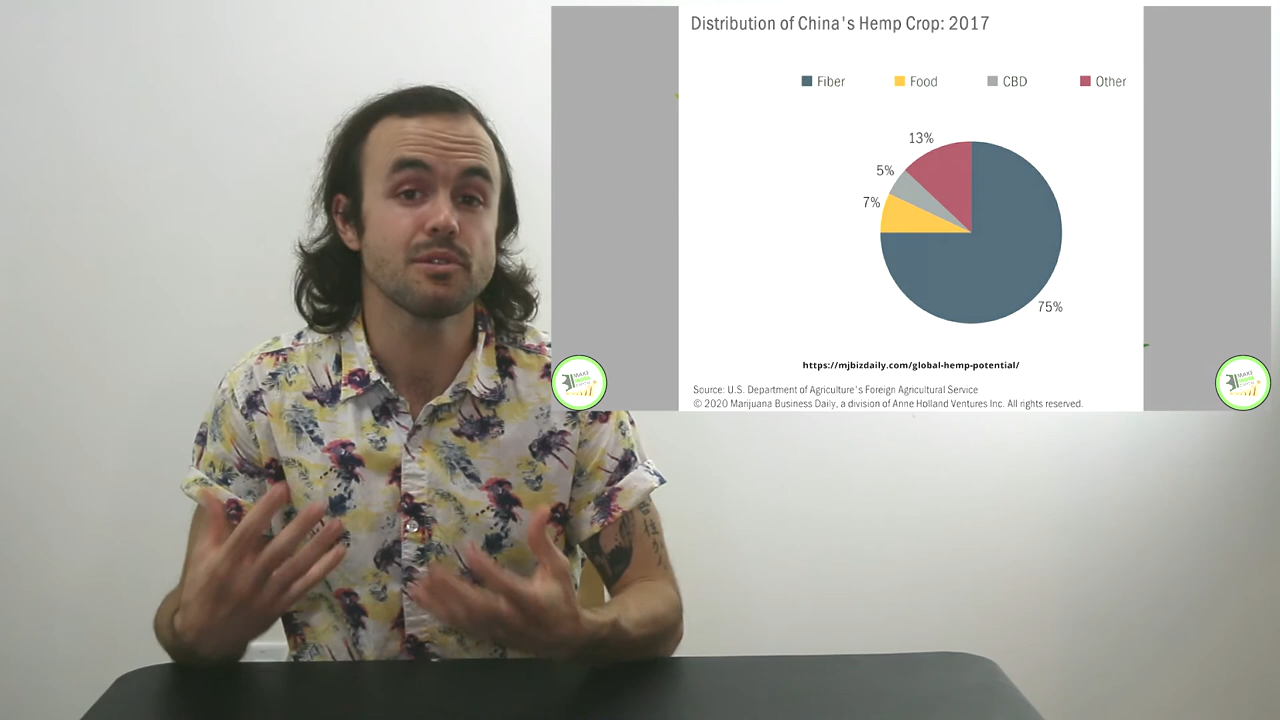 Distribution of China's Hemp Crop: 2017
Fiber Food CBD Other
13%
5%
7%
75%
https://mjbizdaily.com/global-hemp-potential/
Source: U.S. Department of Agriculture's Foreign Agricultural Service
© 2020 Marijuana Business Daily, a division of Anne Holland Ventures Inc. All rights reserved.